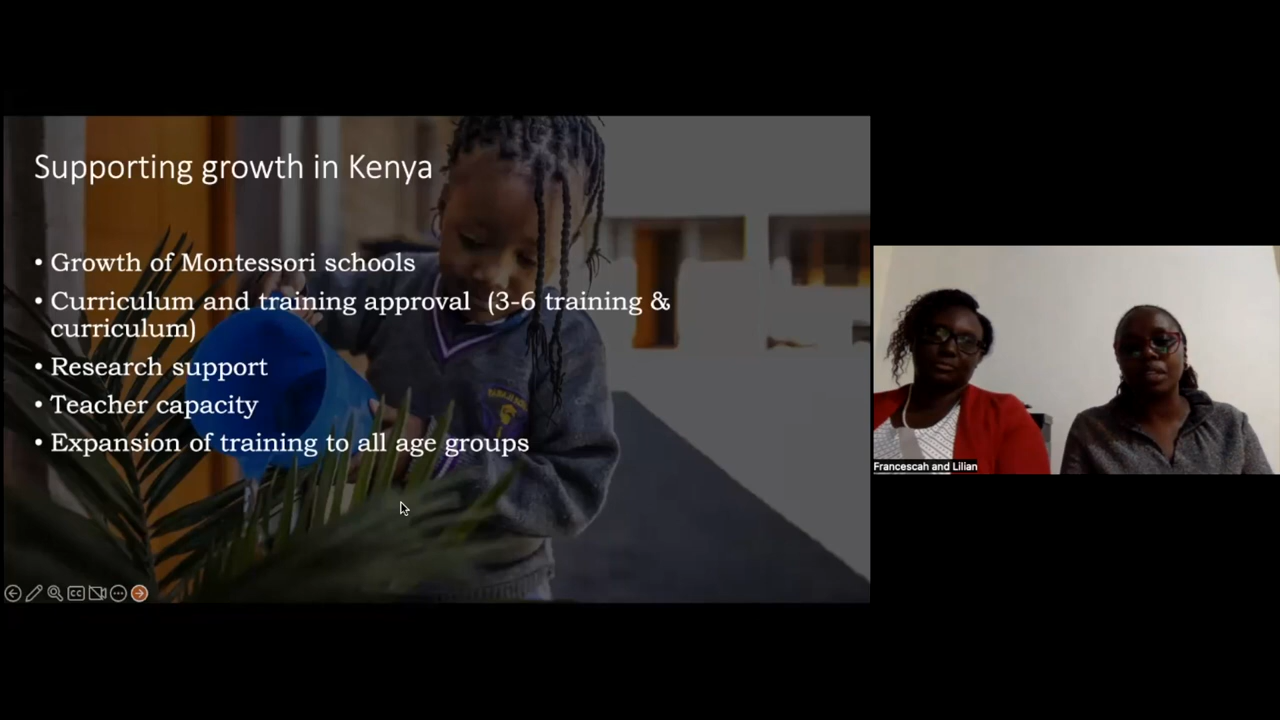 Supporting growth in Kenya
• Growth of Montessori schools
• Curriculum and training approval (3-6 training &
curriculum)
• Research support
• Teacher capacity
• Expansion of training to all age groups
CC
Francescah and Lilian